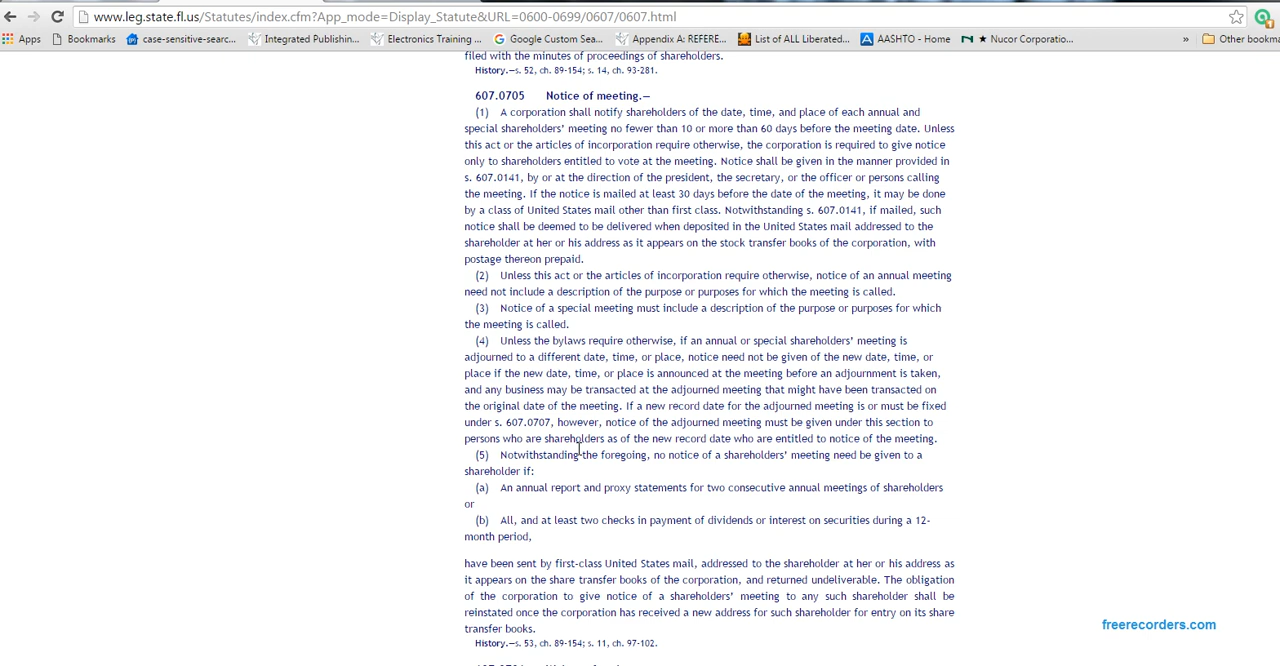 www.leg.state.fl.us/Statutes/index.cfm?App_mode=Display_Statute&URL=0600-0699/0607/0607.html
Apps Bookmarks case-sensitive-searc... Integrated Publishin... Electronics Training ... Google Custom Sea... Appendix A: REFERE... List of ALL Liberated... AASHTO - Home ★ Nucor Corporatio... » Other bookma
filed with the minutes of proceedings of shareholders.
History.—s. 52, ch. 89-154; s. 14, ch. 93-281.
607.0705 Notice of meeting.—
(1) A corporation shall notify shareholders of the date, time, and place of each annual and
special shareholders’ meeting no fewer than 10 or more than 60 days before the meeting date. Unless
this act or the articles of incorporation require otherwise, the corporation is required to give notice
only to shareholders entitled to vote at the meeting. Notice shall be given in the manner provided in
s. 607.0141, by or at the direction of the president, the secretary, or the officer or persons calling
the meeting. If the notice is mailed at least 30 days before the date of the meeting, it may be done
by a class of United States mail other than first class. Notwithstanding s. 607.0141, if mailed, such
notice shall be deemed to be delivered when deposited in the United States mail addressed to the
shareholder at her or his address as it appears on the stock transfer books of the corporation, with
postage thereon prepaid.
(2) Unless this act or the articles of incorporation require otherwise, notice of an annual meeting
need not include a description of the purpose or purposes for which the meeting is called.
(3) Notice of a special meeting must include a description of the purpose or purposes for which
the meeting is called.
(4) Unless the bylaws require otherwise, if an annual or special shareholders’ meeting is
adjourned to a different date, time, or place, notice need not be given of the new date, time, or
place if the new date, time, or place is announced at the meeting before an adjournment is taken,
and any business may be transacted at the adjourned meeting that might have been transacted on
the original date of the meeting. If a new record date for the adjourned meeting is or must be fixed
under s. 607.0707, however, notice of the adjourned meeting must be given under this section to
persons who are shareholders as of the new record date who are entitled to notice of the meeting.
(5) Notwithstanding the foregoing, no notice of a shareholders’ meeting need be given to a
shareholder if:
(a) An annual report and proxy statements for two consecutive annual meetings of shareholders
or
(b) All, and at least two checks in payment of dividends or interest on securities during a 12-
month period,
have been sent by first-class United States mail, addressed to the shareholder at her or his address as
it appears on the share transfer books of the corporation, and returned undeliverable. The obligation
of the corporation to give notice of a shareholders’ meeting to any such shareholder shall be
reinstated once the corporation has received a new address for such shareholder for entry on its share
transfer books.
History.—s. 53, ch. 89-154; s. 11, ch. 97-102.
freerecorders.com